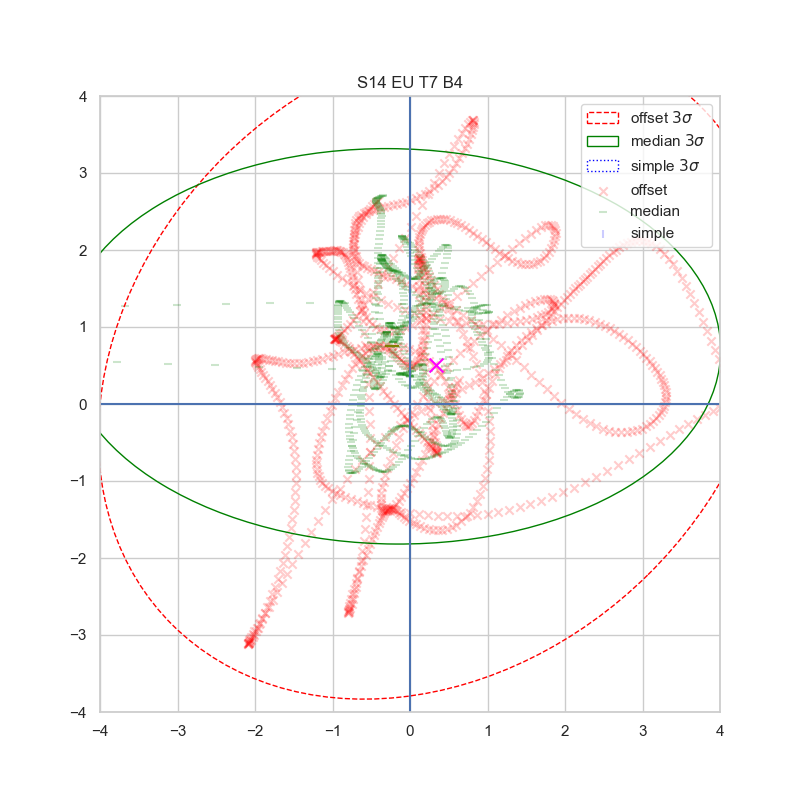 S14 EU T7 B4
offset 3σ
median 3σ
simple 3σ
offset
median
simple
4
3
2
1
0
−1
−2
−3
−4
−4 −3 −2 −1 0 1 2 3 4